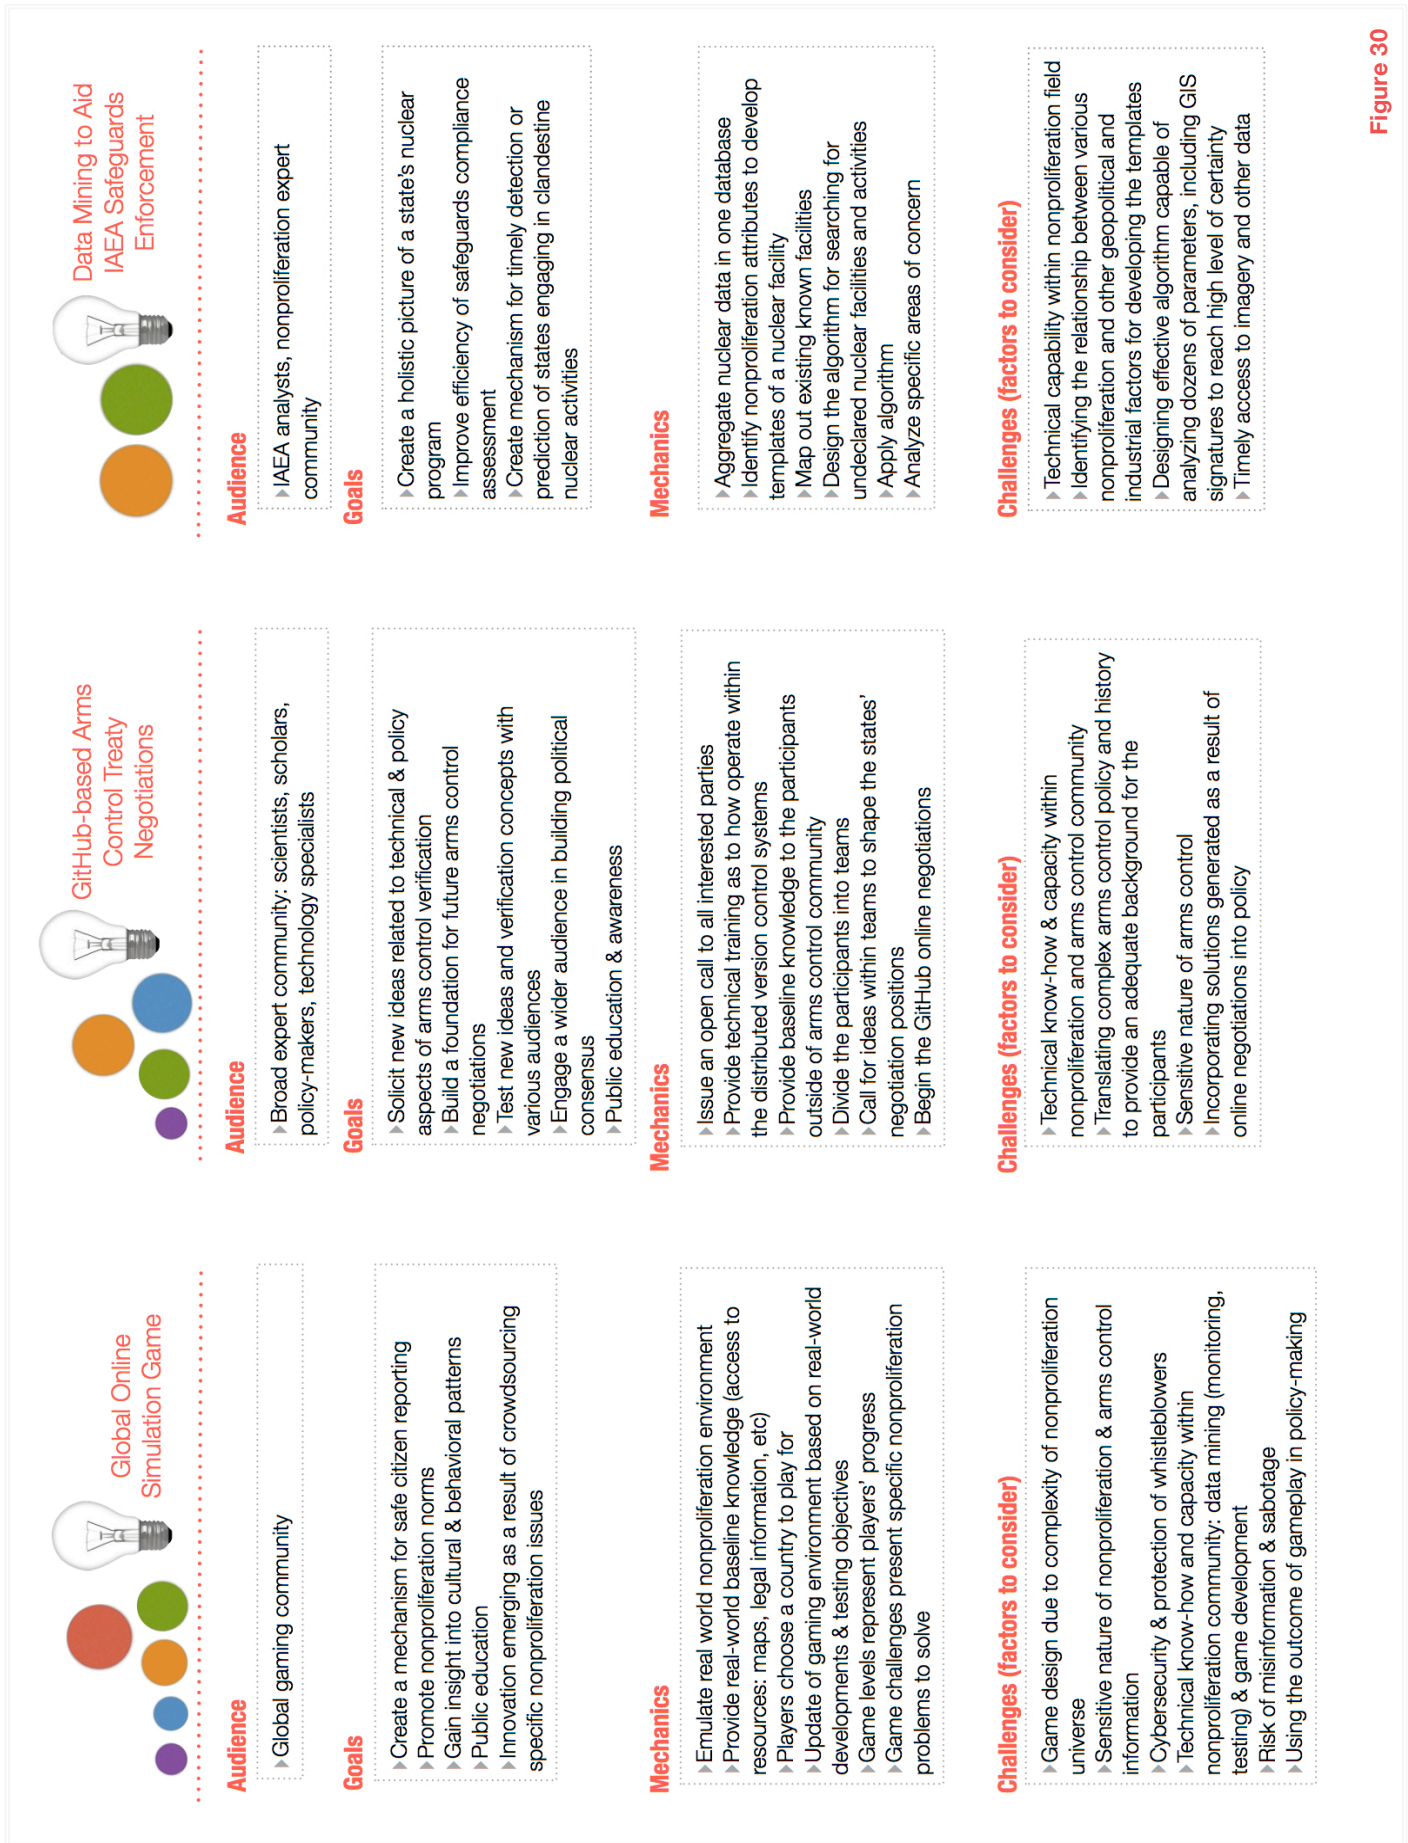 Global Online
Simulation Game
Audience
Global gaming community
Goals
Create a mechanism for safe citizen reporting
Promote nonproliferation norms
Gain insight into cultural & behavioral patterns
Public education
Innovation emerging as a result of crowdsourcing
specific nonproliferation issues
Mechanics
Emulate real world nonproliferation environment
Provide real-world baseline knowledge (access to
resources: maps, legal information, etc)
Players choose a country to play for
Update of gaming environment based on real-world
developments & testing objectives
Game levels represent players' progress
Game challenges present specific nonproliferation
problems to solve
Challenges (factors to consider)
Game design due to complexity of nonproliferation
universe
Sensitive nature of nonproliferation & arms control
information
Cybersecurity & protection of whistleblowers
Technical know-how and capacity within
nonproliferation community: data mining (monitoring,
testing) & game development
Risk of misinformation & sabotage
Using the outcome of gameplay in policy-making
GitHub-based Arms
Control Treaty
Negotiations
Audience
Broad expert community: scientists, scholars,
policy-makers, technology specialists
Goals
Solicit new ideas related to technical & policy
aspects of arms control verification
Build a foundation for future arms control
negotiations
Test new ideas and verification concepts with
various audiences
Engage a wider audience in building political
consensus
Public education & awareness
Mechanics
Issue an open call to all interested parties
Provide technical training as to how operate within
the distributed version control systems
Provide baseline knowledge to the participants
outside of arms control community
Divide the participants into teams
Call for ideas within teams to shape the states'
negotiation positions
Begin the GitHub online negotiations
Challenges (factors to consider)
Technical know-how & capacity within
nonproliferation and arms control community
Translating complex arms control policy and history
to provide an adequate background for the
participants
Sensitive nature of arms control
Incorporating solutions generated as a result of
online negotiations into policy
Data Mining to Aid
IAEA Safeguards
Enforcement
Audience
IAEA analysts, nonproliferation expert
community
Goals
Create a holistic picture of a state's nuclear
program
Improve efficiency of safeguards compliance
assessment
Create mechanism for timely detection or
prediction of states engaging in clandestine
nuclear activities
Mechanics
Aggregate nuclear data in one database
Identify nonproliferation attributes to develop
templates of a nuclear facility
Map out existing known facilities
Design the algorithm for searching for
undeclared nuclear facilities and activities
Apply algorithm
Analyze specific areas of concern
Challenges (factors to consider)
Technical capability within nonproliferation field
Identifying the relationship between various
nonproliferation and other geopolitical and
industrial factors for developing the templates
Designing effective algorithm capable of
analyzing dozens of parameters, including GIS
signatures to reach high level of certainty
Timely access to imagery and other data
Figure 30